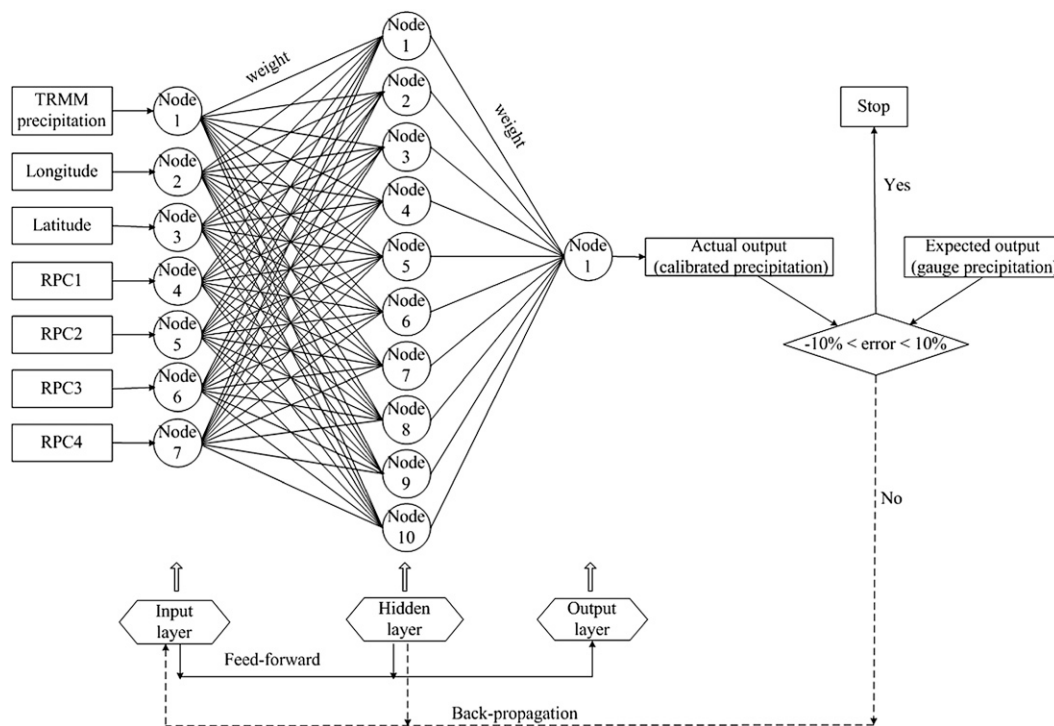 TRMM
precipitation
Longitude
Latitude
RPC1
RPC2
RPC3
RPC4
Node
1
Node
2
Node
3
Node
4
Node
5
Node
6
Node
7
weight
Node
1
Node
2
Node
3
Node
4
Node
5
Node
6
Node
7
Node
8
Node
9
Node
10
weight
Node
1
Actual output
(calibrated precipitation)
Stop
Yes
Expected output
(gauge precipitation)
-10% < error < 10%
No
Input
layer
Hidden
layer
Output
layer
Feed-forward
Back-propagation